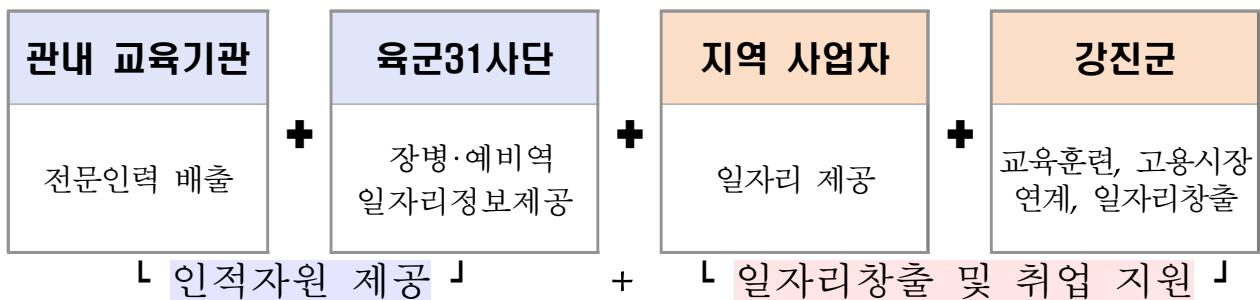 관내 교육기관
전문인력 배출
✚
육군31사단
장병·예비역
일자리정보제공
✚
지역 사업자
일자리 제공
✚
강진군
교육훈련, 고용시장
연계, 일자리창출
┗ 인적자원 제공 ┛ + ┗ 일자리창출 및 취업 지원 ┛